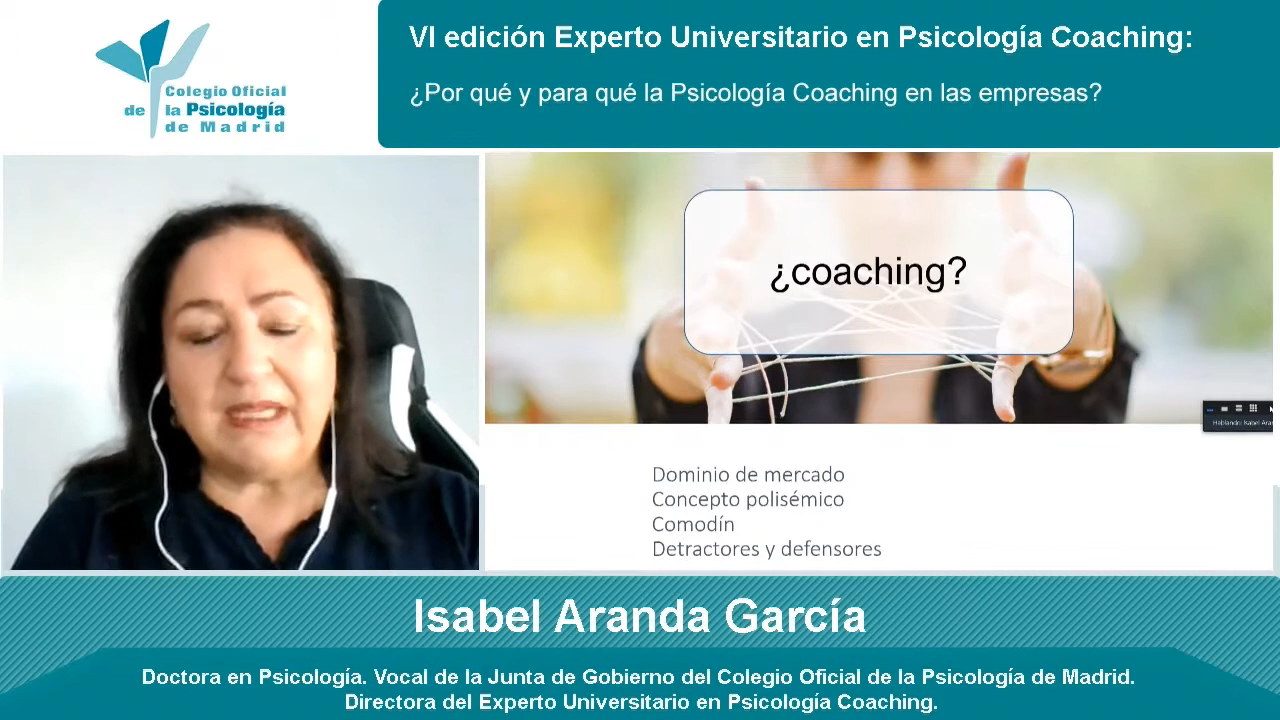 Colegio Oficial
de la Psicología
de Madrid
VI edición Experto Universitario en Psicología Coaching:
¿Por qué y para qué la Psicología Coaching en las empresas?
¿coaching?
Hablando: Isabel Aran
Dominio de mercado
Concepto polisémico
Comodín
Detractores y defensores
Isabel Aranda García
Doctora en Psicología. Vocal de la Junta de Gobierno del Colegio Oficial de la Psicología de Madrid.
Directora del Experto Universitario en Psicología Coaching.